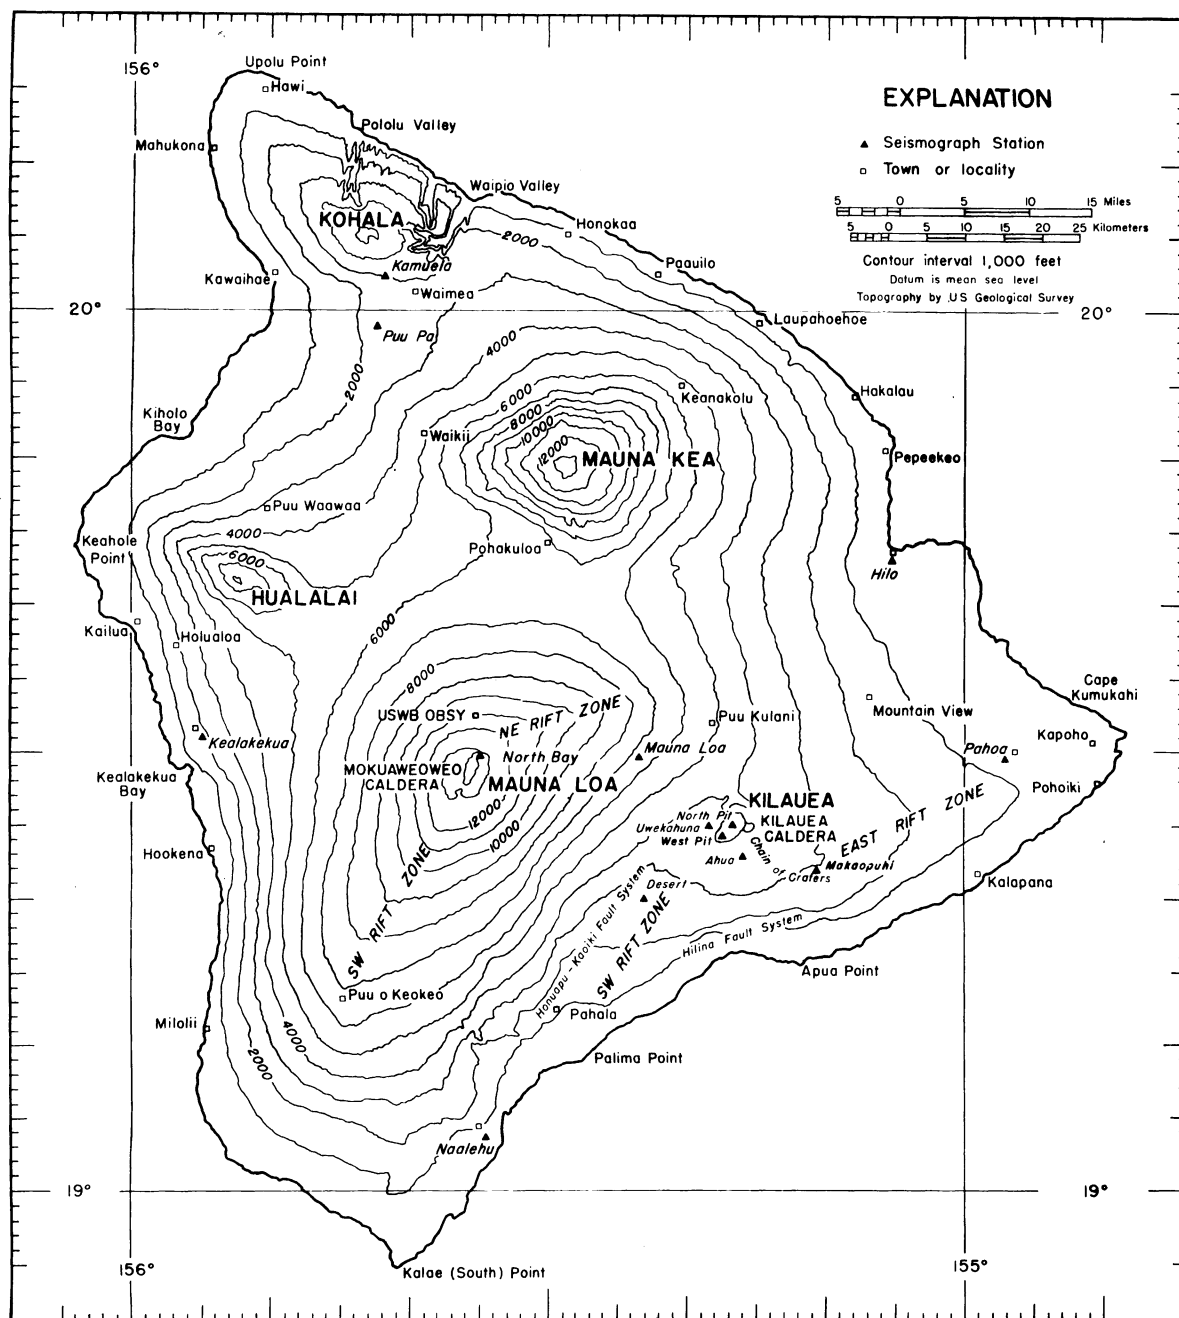 156°
Upolu Point
Hawi
EXPLANATION
Pololu Valley
Seismograph Station
Mahukona
Town or locality
Waipio Valley
5 0 5 10 15 Miles
KOHALA
Honokaa
5 0 5 10 15 20 25 Kilometers
2000
Contour interval 1,000 feet
Kamuela
Paauilo
Datum is mean sea level
Kawaihae
Waimea
Topography by US Geological Survey
20°
20°
Laupahoehoe
Puu Pa
4000
2000
Keanakolu
Hakalau
6000
8000
Kiholo
Bay
10000
Waikii
12000
MAUNA KEA
Pepeekeo
Puu Waawaa
4000
Keahole
Point
Pohakuloa
6000
Hilo
HUALALAI
Kailua
Holualoa
6000
8000
Cape
Kumukahi
USWB OBSY
NE RIFT ZONE
Puu Kulani
Mountain View
Kealakekua
North Bay
Mauna Loa
Kapoho
Pahoa
MOKUAWEOWEO
CALDERA
MAUNA LOA
Kealakekua
Bay
Pohoiki
KILAUEA
12000
10000
North Pit
KILAUEA
CALDERA
Uwekahuna
West Pit
EAST RIFT ZONE
Hookena
Ahua
Chain of Craters
Makaopuhi
SW RIFT ZONE
Desert
Kalapana
Honuapu - Kaoiki Fault System
SW RIFT ZONE
Hilina Fault System
Apua Point
Puu o Keokeo
Pahala
Milolii
4000
2000
Palima Point
Naalehu
19°
19°
156°
Kalae (South) Point
155°